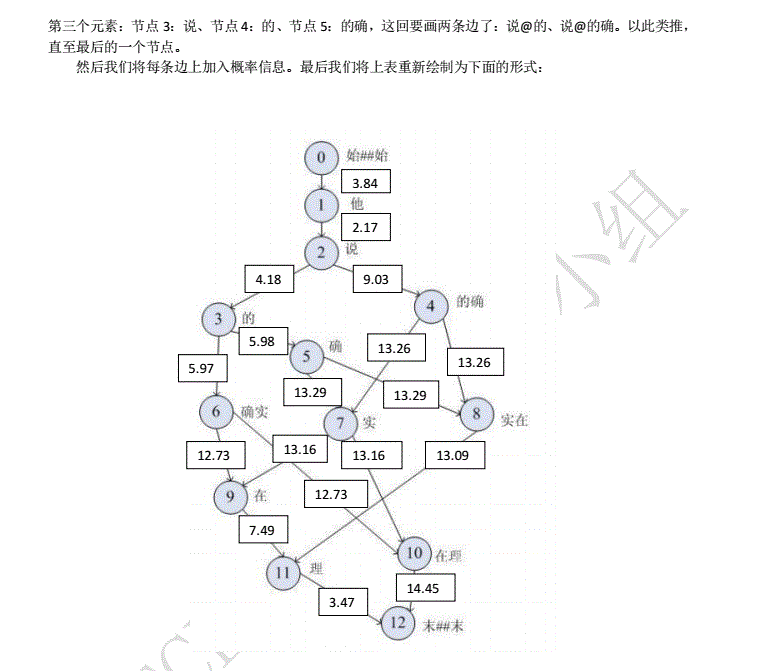 第三个元素：节点 3：说、节点 4：的、节点 5：的确，这回要画两条边了：说@的、说@的确。以此类推，
直至最后的一个节点。
然后我们将每条边上加入概率信息。最后我们将上表重新绘制为下面的形式：
0 始##始
3.84
1 他
2.17
2 说
4.18 9.03
4 的确
3 的
5.98 确
5 13.26 13.26
5.97
13.29 13.29
6 确实 7 实 8 实在
12.73 13.16 13.16 13.09
9 在 12.73
7.49
10 在理
11 理
14.45
3.47
12 末##末
小组